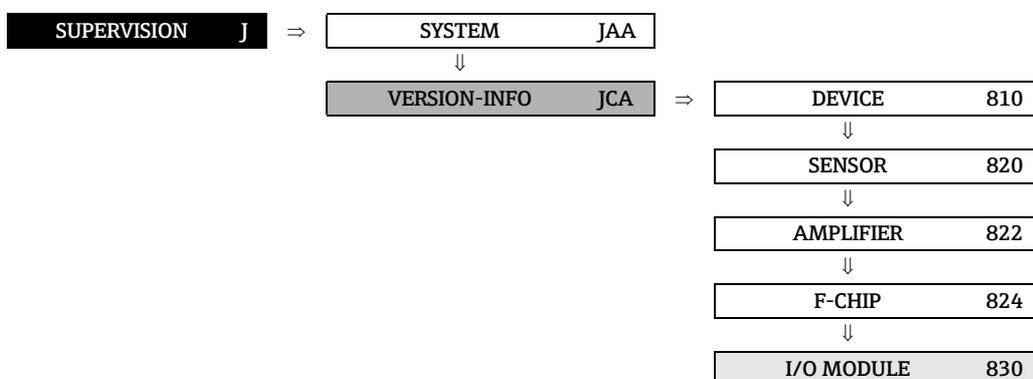 SUPERVISION J ⇒ SYSTEM JAA
⇓
VERSION-INFO JCA ⇒ DEVICE 810
⇓
SENSOR 820
⇓
AMPLIFIER 822
⇓
F-CHIP 824
⇓
I/O MODULE 830